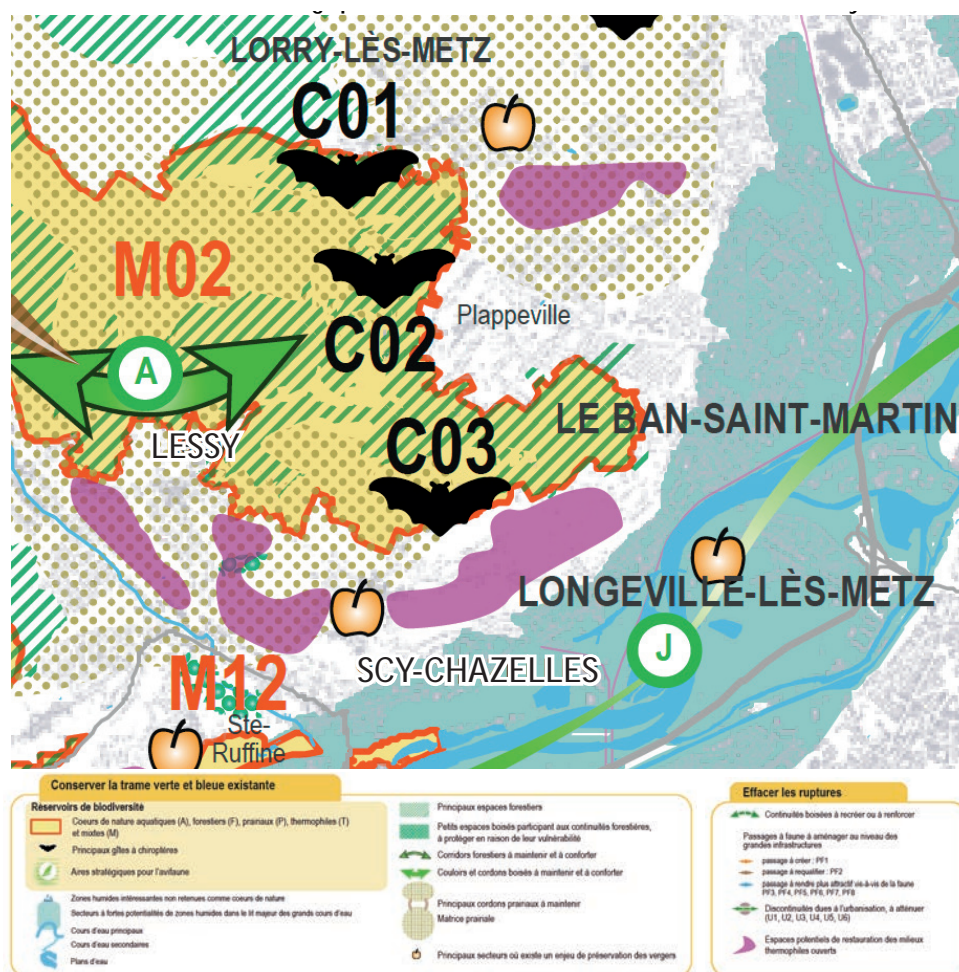 LORRY-LÈS-METZ
C01
M02
C02
Plappeville
A
LE BAN-SAINT-MARTIN
LESSY
C03
LONGEVILLE-LÈS-METZ
J
SCY-CHAZELLES
M12
Ste-
Ruffine
Conserver la trame verte et bleue existante
Réservoirs de biodiversité
Coeurs de nature aquatiques (A), forestiers (F), prairiaux (P), thermophiles (T)
et mixtes (M)
Principaux gîtes à chiroptères
Aires stratégiques pour l'avifaune
Zones humides intéressantes non retenues comme coeurs de nature
Secteurs à fortes potentialités de zones humides dans le lit majeur des grands cours d'eau
Cours d'eau principaux
Cours d'eau secondaires
Plans d'eau
Principaux espaces forestiers
Petits espaces boisés participant aux continuités forestières,
à protéger en raison de leur vulnérabilité
Corridors forestiers à maintenir et à conforter
Couloirs et cordons boisés à maintenir et à conforter
Principaux cordons prairiaux à maintenir
Matrice prairiale
Principaux secteurs où existe un enjeu de préservation des vergers
Effacer les ruptures
Continuités boisées à recréer ou à renforcer
Passages à faune à aménager au niveau des
grandes infrastructures
passage à créer : PF1
passage à requalifier : PF2
passage à rendre plus attractif vis-à-vis de la faune
PF3, PF4, PF5, PF6, PF7, PF8
Discontinuités dues à l'urbanisation, à atténuer
(U1, U2, U3, U4, U5, U6)
Espaces potentiels de restauration des milieux
thermophiles ouverts